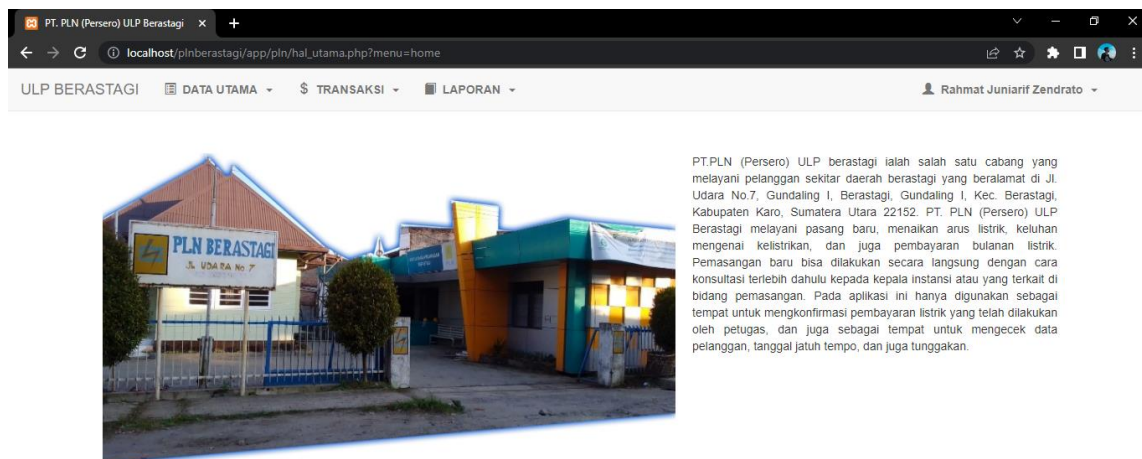 PT. PLN (Persero) ULP Berastagi
localhost/plnberastagi/app/pln/hal_utama.php?menu=home
ULP BERASTAGI DATA UTAMA $ TRANSAKSI LAPORAN Rahmat Juniarif Zendrato
PT.PLN (Persero) ULP berastagi ialah salah satu cabang yang
melayani pelanggan sekitar daerah berastagi yang beralamat di Jl.
Udara No.7, Gundaling I, Berastagi, Gundaling I, Kec. Berastagi,
Kabupaten Karo, Sumatera Utara 22152. PT. PLN (Persero) ULP
Berastagi melayani pasang baru, menaikan arus listrik, keluhan
mengenai kelistrikan, dan juga pembayaran bulanan listrik.
Pemasangan baru bisa dilakukan secara langsung dengan cara
konsultasi terlebih dahulu kepada kepala instansi atau yang terkait di
bidang pemasangan. Pada aplikasi ini hanya digunakan sebagai
tempat untuk mengkonfirmasi pembayaran listrik yang telah dilakukan
oleh petugas, dan juga sebagai tempat untuk mengecek data
pelanggan, tanggal jatuh tempo, dan juga tunggakan.
PLN BERASTAGI
JL. UDARA No 7